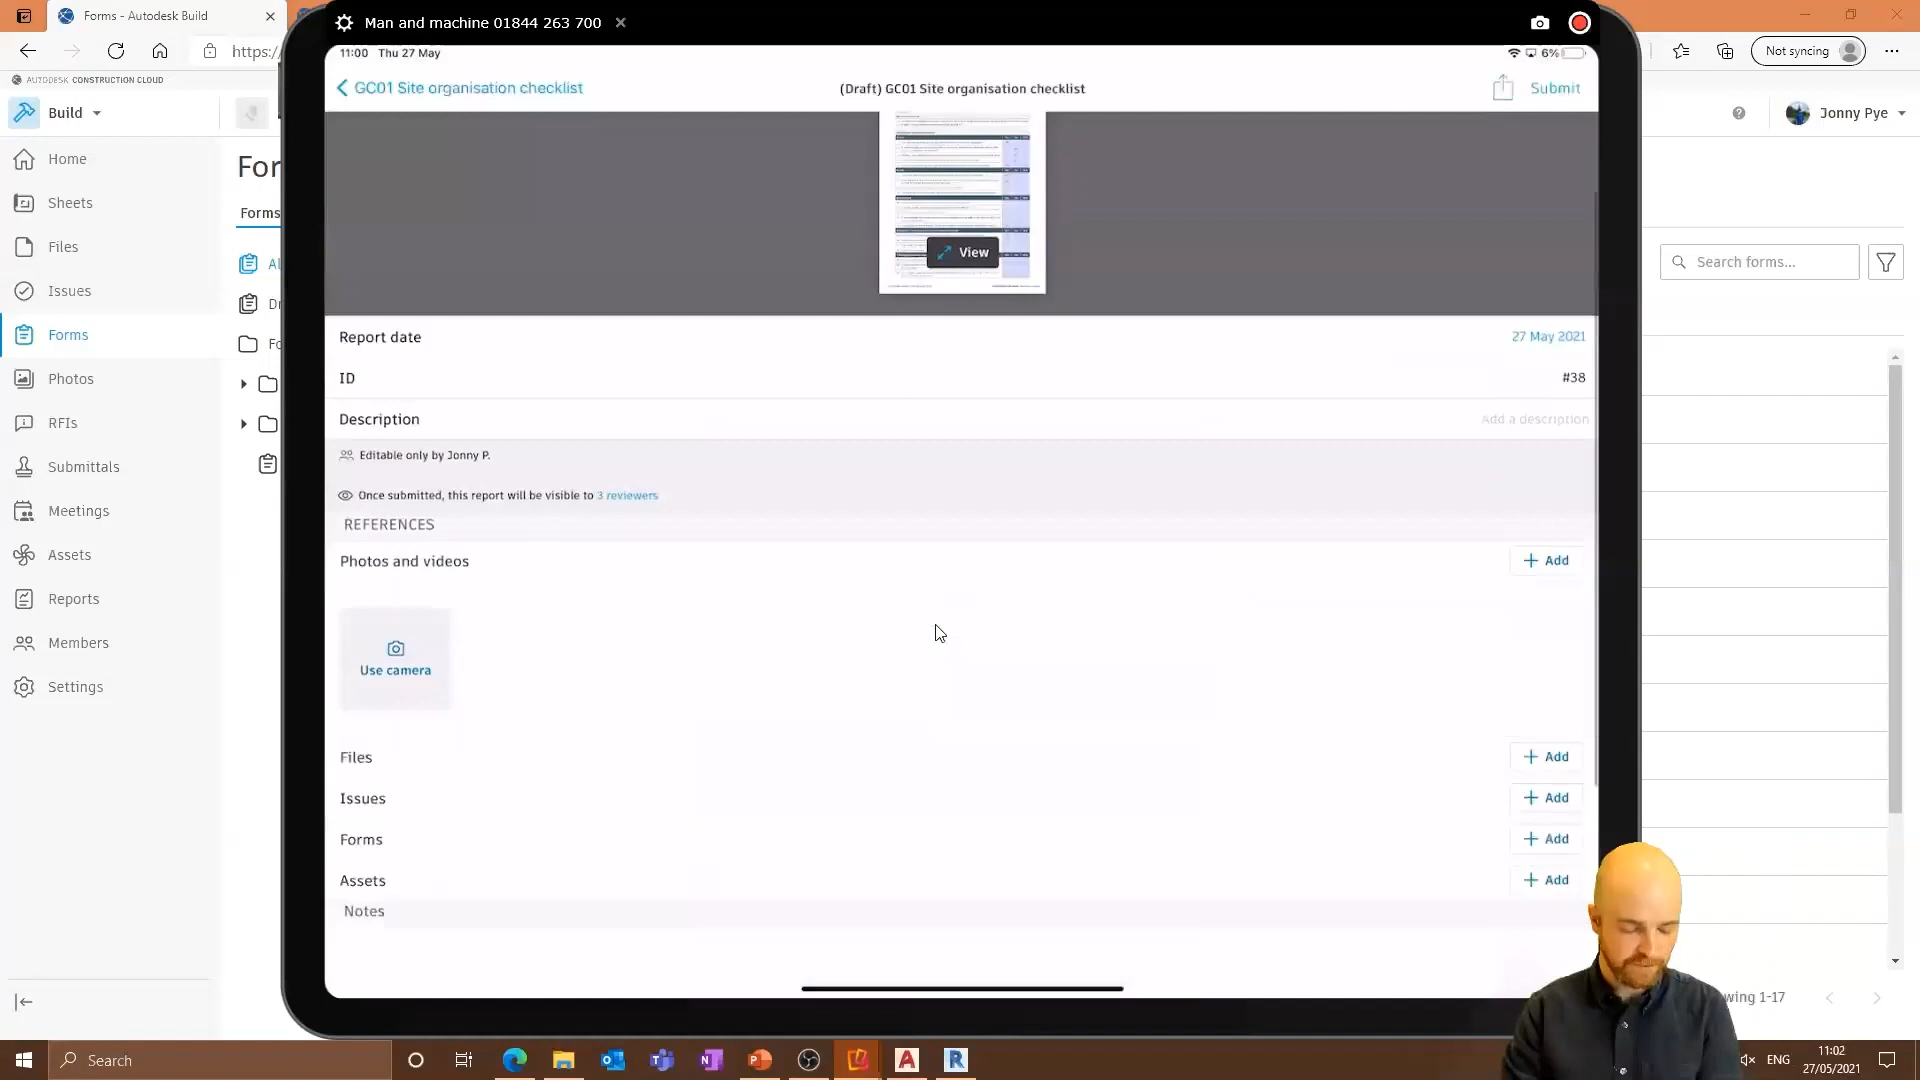 Forms - Autodesk Build
Man and machine 01844 263 700
https:/
Not syncing
AUTODESK CONSTRUCTION CLOUD
11:00 Thu 27 May
6%
GC01 Site organisation checklist
(Draft) GC01 Site organisation checklist
Submit
Build
Jonny Pye
Home
Sheets
Files
Issues
Forms
Photos
RFIs
Submittals
Meetings
Assets
Reports
Members
Settings
For
Forms
Al
Dr
Fo
Search forms...
View
Report date
27 May 2021
ID
#38
Description
Add a description
Editable only by Jonny P.
Once submitted, this report will be visible to 3 reviewers
REFERENCES
Photos and videos
Add
Use camera
Files
Add
Issues
Add
Forms
Add
Assets
Add
Notes
wing 1-17
Search
ENG
11:02
27/05/2021